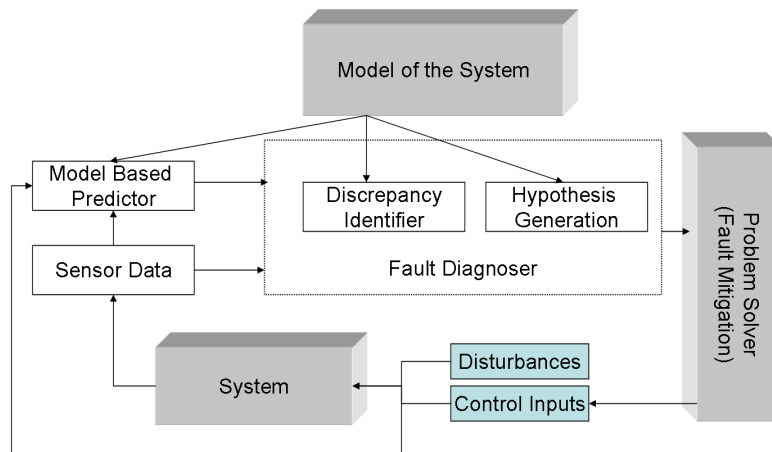 Model of the System
Model Based
Predictor
Discrepancy
Identifier
Hypothesis
Generation
Sensor Data
Fault Diagnoser
Problem Solver
(Fault Mitigation)
System
Disturbances
Control Inputs